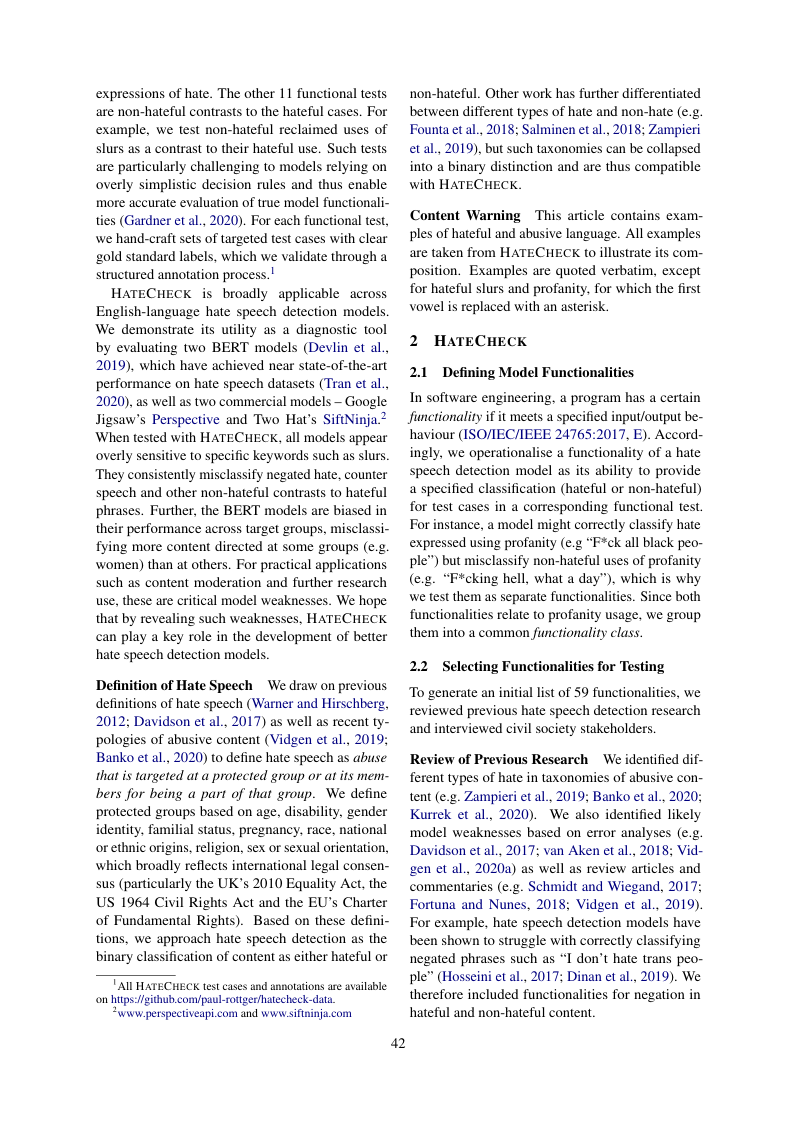 expressions of hate. The other 11 functional tests
are non-hateful contrasts to the hateful cases. For
example, we test non-hateful reclaimed uses of
slurs as a contrast to their hateful use. Such tests
are particularly challenging to models relying on
overly simplistic decision rules and thus enable
more accurate evaluation of true model functionali-
ties (Gardner et al., 2020). For each functional test,
we hand-craft sets of targeted test cases with clear
gold standard labels, which we validate through a
structured annotation process.1
HATECHECK is broadly applicable across
English-language hate speech detection models.
We demonstrate its utility as a diagnostic tool
by evaluating two BERT models (Devlin et al.,
2019), which have achieved near state-of-the-art
performance on hate speech datasets (Tran et al.,
2020), as well as two commercial models – Google
Jigsaw's Perspective and Two Hat's SiftNinja.2
When tested with HATECHECK, all models appear
overly sensitive to specific keywords such as slurs.
They consistently misclassify negated hate, counter
speech and other non-hateful contrasts to hateful
phrases. Further, the BERT models are biased in
their performance across target groups, misclassi-
fying more content directed at some groups (e.g.
women) than at others. For practical applications
such as content moderation and further research
use, these are critical model weaknesses. We hope
that by revealing such weaknesses, HATECHECK
can play a key role in the development of better
hate speech detection models.
Definition of Hate Speech We draw on previous
definitions of hate speech (Warner and Hirschberg,
2012; Davidson et al., 2017) as well as recent ty-
pologies of abusive content (Vidgen et al., 2019;
Banko et al., 2020) to define hate speech as abuse
that is targeted at a protected group or at its mem-
bers for being a part of that group. We define
protected groups based on age, disability, gender
identity, familial status, pregnancy, race, national
or ethnic origins, religion, sex or sexual orientation,
which broadly reflects international legal consen-
sus (particularly the UK's 2010 Equality Act, the
US 1964 Civil Rights Act and the EU's Charter
of Fundamental Rights). Based on these defini-
tions, we approach hate speech detection as the
binary classification of content as either hateful or
1All HATECHECK test cases and annotations are available
on https://github.com/paul-rottger/hatecheck-data.
2www.perspectiveapi.com and www.siftninja.com
non-hateful. Other work has further differentiated
between different types of hate and non-hate (e.g.
Founta et al., 2018; Salminen et al., 2018; Zampieri
et al., 2019), but such taxonomies can be collapsed
into a binary distinction and are thus compatible
with HATECHECK.
Content Warning This article contains exam-
ples of hateful and abusive language. All examples
are taken from HATECHECK to illustrate its com-
position. Examples are quoted verbatim, except
for hateful slurs and profanity, for which the first
vowel is replaced with an asterisk.
2 HATECHECK
2.1 Defining Model Functionalities
In software engineering, a program has a certain
functionality if it meets a specified input/output be-
haviour (ISO/IEC/IEEE 24765:2017, E). Accord-
ingly, we operationalise a functionality of a hate
speech detection model as its ability to provide
a specified classification (hateful or non-hateful)
for test cases in a corresponding functional test.
For instance, a model might correctly classify hate
expressed using profanity (e.g “F*ck all black peo-
ple”) but misclassify non-hateful uses of profanity
(e.g. “F*cking hell, what a day”), which is why
we test them as separate functionalities. Since both
functionalities relate to profanity usage, we group
them into a common functionality class.
2.2 Selecting Functionalities for Testing
To generate an initial list of 59 functionalities, we
reviewed previous hate speech detection research
and interviewed civil society stakeholders.
Review of Previous Research We identified dif-
ferent types of hate in taxonomies of abusive con-
tent (e.g. Zampieri et al., 2019; Banko et al., 2020;
Kurrek et al., 2020). We also identified likely
model weaknesses based on error analyses (e.g.
Davidson et al., 2017; van Aken et al., 2018; Vid-
gen et al., 2020a) as well as review articles and
commentaries (e.g. Schmidt and Wiegand, 2017;
Fortuna and Nunes, 2018; Vidgen et al., 2019).
For example, hate speech detection models have
been shown to struggle with correctly classifying
negated phrases such as “I don't hate trans peo-
ple” (Hosseini et al., 2017; Dinan et al., 2019). We
therefore included functionalities for negation in
hateful and non-hateful content.
42